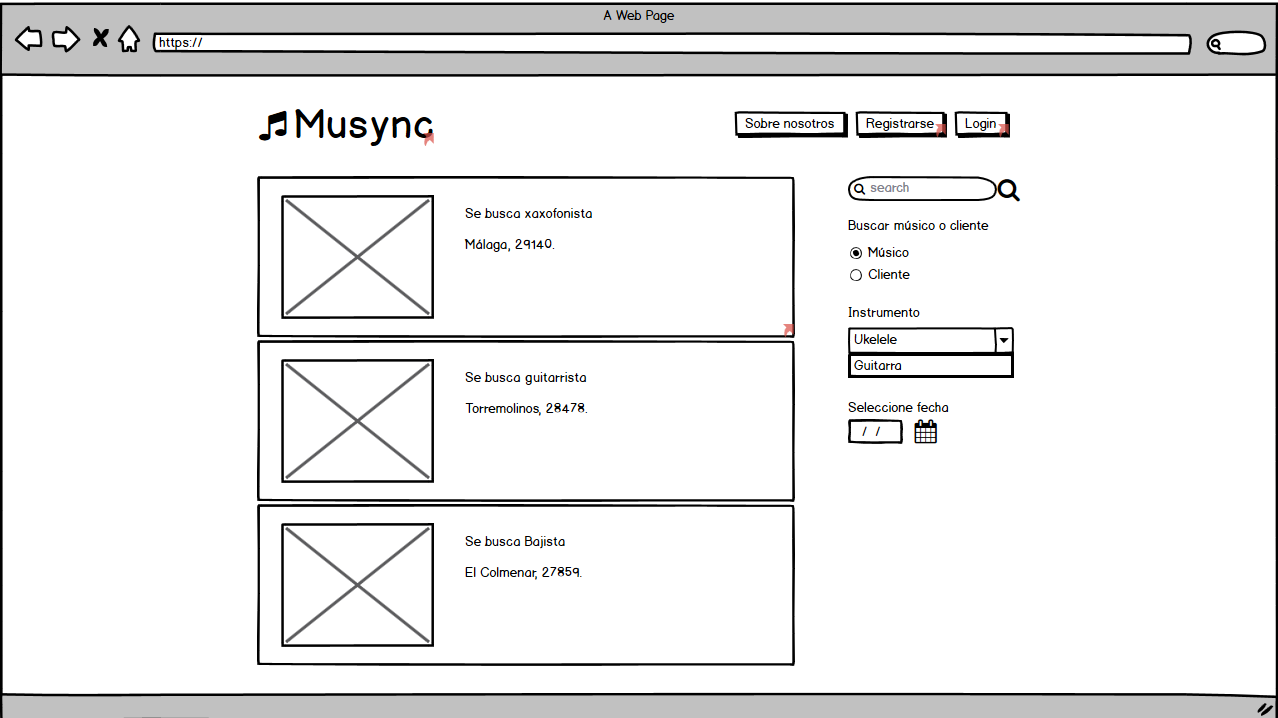 A Web Page
https://
Musync
Sobre nosotros
Registrarse
Login
Se busca xaxofonista
Málaga, 29140.
Se busca guitarrista
Torremolinos, 28478.
Se busca Bajista
El Colmenar, 27859.
search
Buscar músico o cliente
Músico
Cliente
Instrumento
Ukelele
Guitarra
Seleccione fecha
/ /